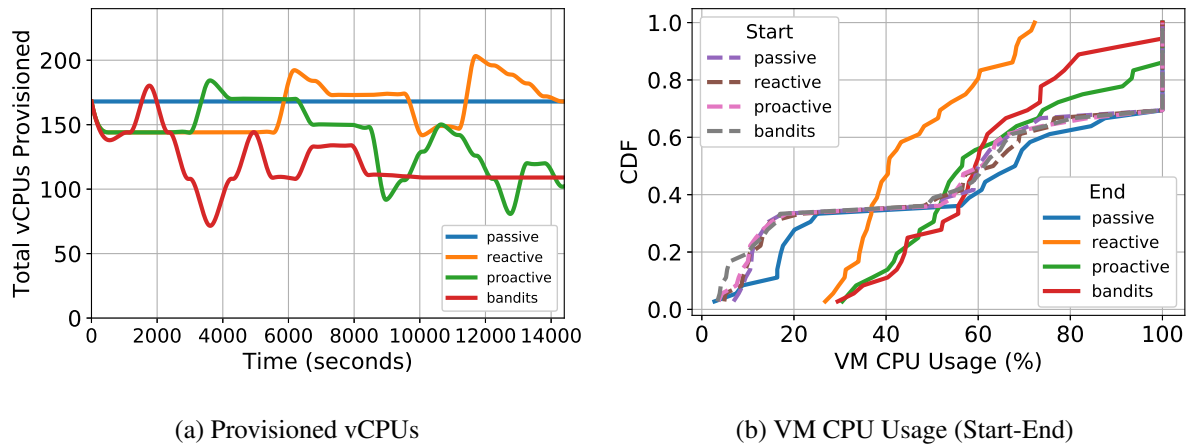 200
150
100
50
0
Total vCPUs Provisioned
0 2000 4000 6000 8000 10000 12000 14000
Time (seconds)
passive
reactive
proactive
bandits
(a) Provisioned vCPUs
1.0
0.8
0.6
0.4
0.2
0.0
CDF
0 20 40 60 80 100
VM CPU Usage (%)
Start
passive
reactive
proactive
bandits
End
passive
reactive
proactive
bandits
(b) VM CPU Usage (Start-End)